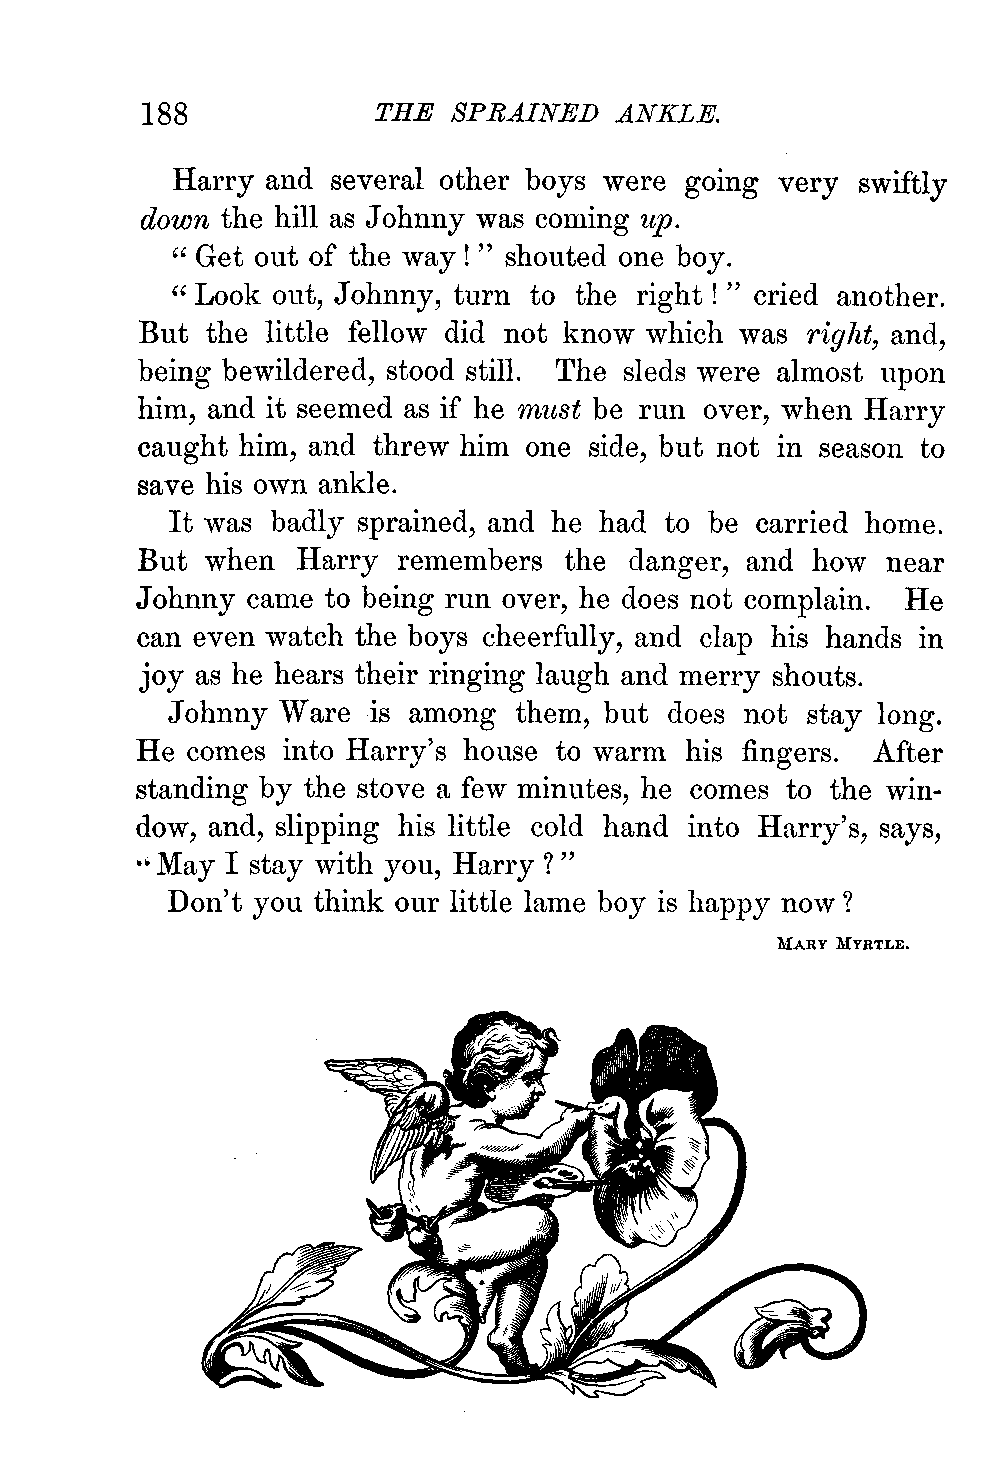 188 THE SPRAINED ANKLE.
Harry and several other boys were going very swiftly
down the hill as Johnny was coming up.
“ Get out of the way ! ” shouted one boy.
“ Look out, Johnny, turn to the right ! ” cried another.
But the little fellow did not know which was right, and,
being bewildered, stood still. The sleds were almost upon
him, and it seemed as if he must be run over, when Harry
caught him, and threw him one side, but not in season to
save his own ankle.
It was badly sprained, and he had to be carried home.
But when Harry remembers the danger, and how near
Johnny came to being run over, he does not complain. He
can even watch the boys cheerfully, and clap his hands in
joy as he hears their ringing laugh and merry shouts.
Johnny Ware is among them, but does not stay long.
He comes into Harry’s house to warm his fingers. After
standing by the stove a few minutes, he comes to the win-
dow, and, slipping his little cold hand into Harry’s, says,
“ May I stay with you, Harry ? ”
Don’t you think our little lame boy is happy now ?
MARY MYRTLE.